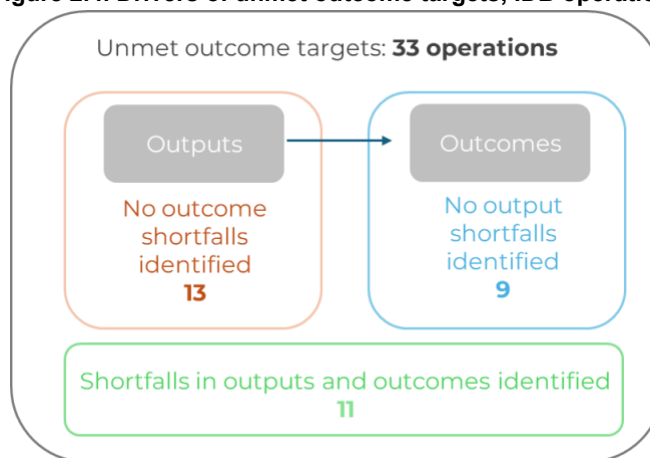 Unmet outcome targets: 33 operations
Outputs
Outcomes
No outcome
shortfalls
identified
13
No output
shortfalls
identified
9
Shortfalls in outputs and outcomes identified
11